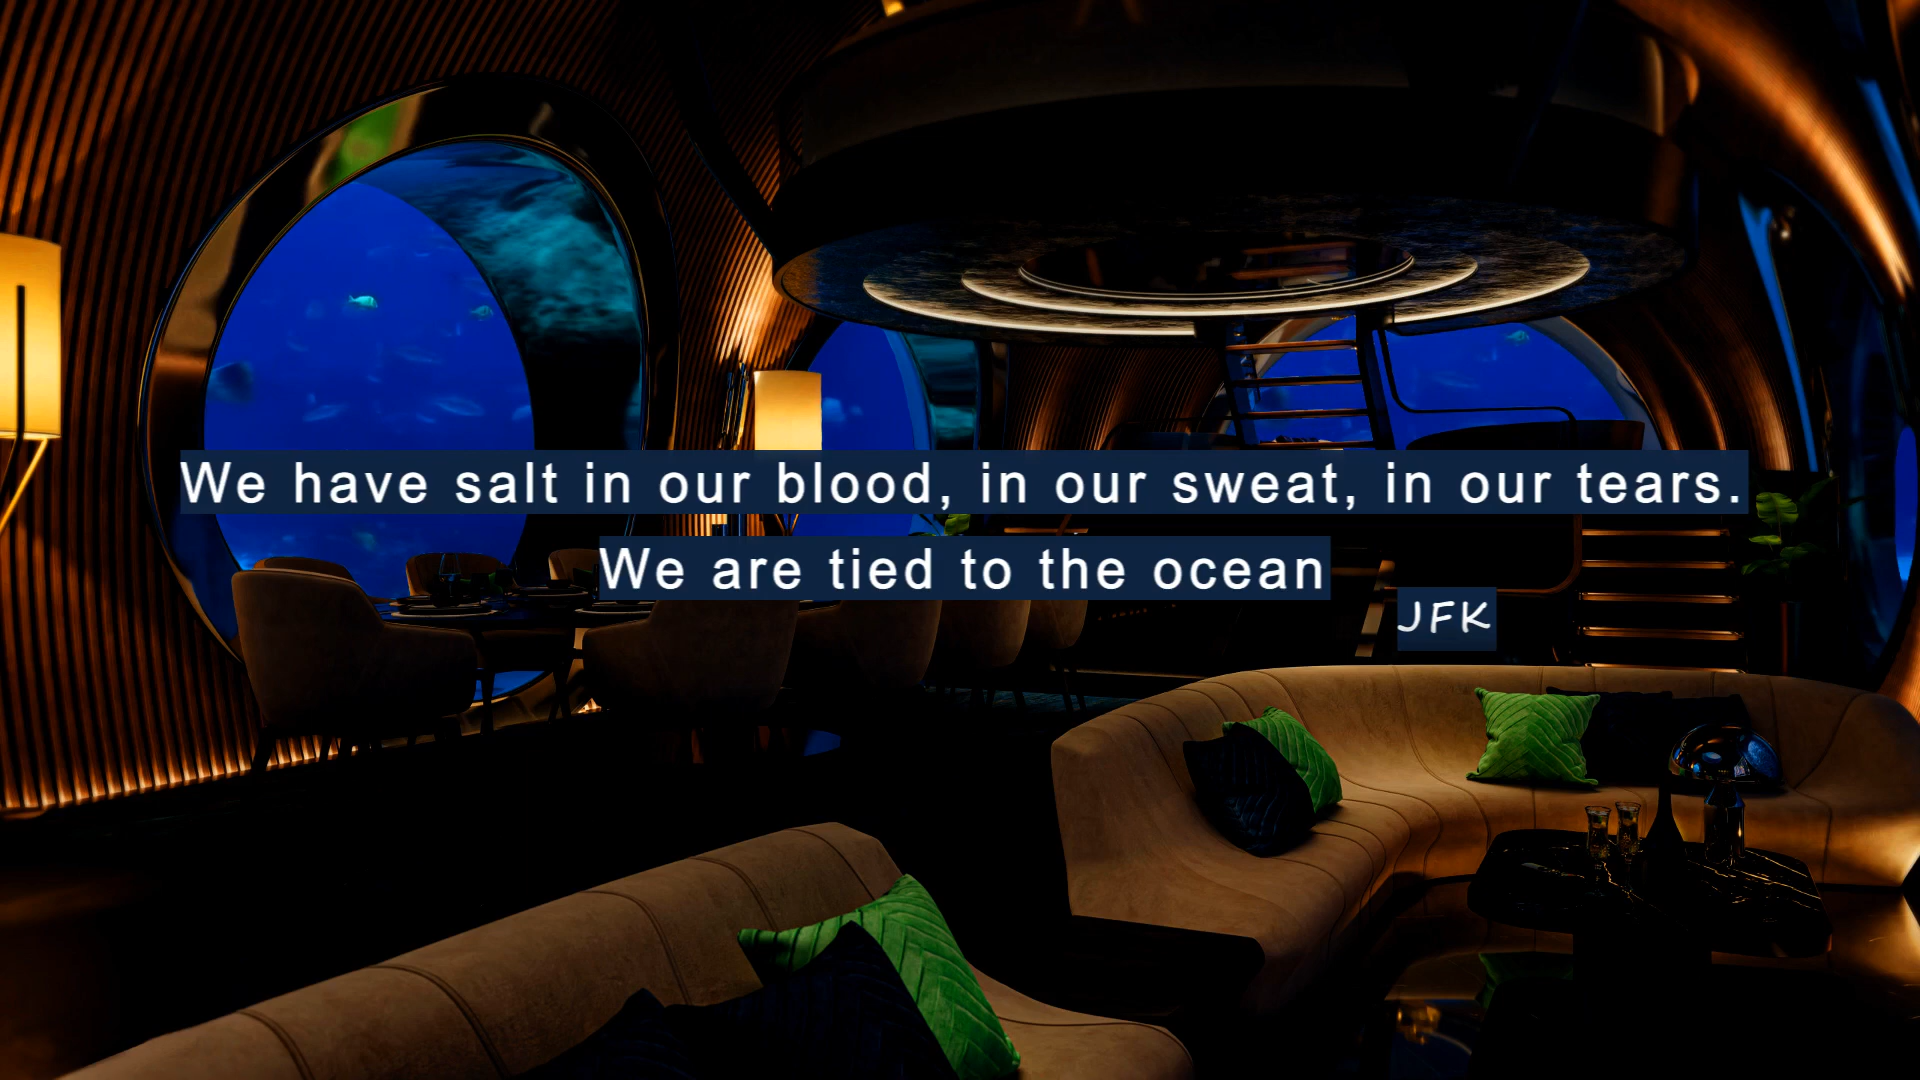 We have salt in our blood, in our sweat, in our tears.
We are tied to the ocean
JFK